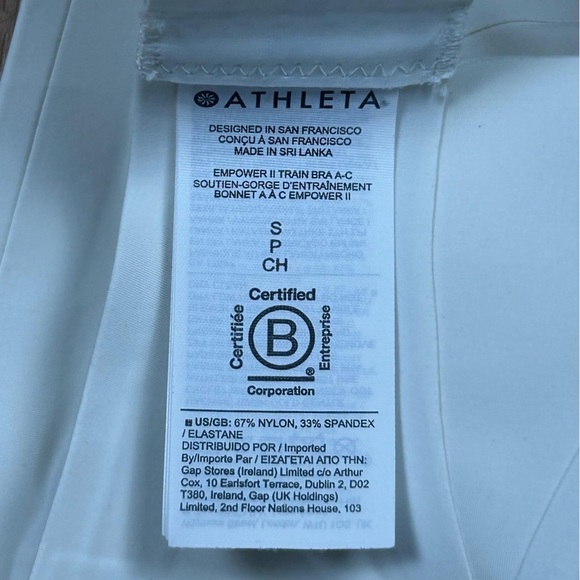 ATHLETA
DESIGNED IN SAN FRANCISCO
CONÇU À SAN FRANCISCO
MADE IN SRI LANKA
EMPOWER II TRAIN BRA A-C
SOUTIEN-GORGE D'ENTRAÎNEMENT
BONNET A À C EMPOWER II
S
P
CH
Certified
Certifiée
B
Entreprise
®
Corporation
US/GB: 67% NYLON, 33% SPANDEX
/ ELASTANE
DISTRIBUIDO POR / Imported
By/Importe Par / ΕΙΣΑΓΕΤΑΙ ΑΠΟ ΤΗΝ:
Gap Stores (Ireland) Limited c/o Arthur
Cox, 10 Earlsfort Terrace, Dublin 2, D02
T380, Ireland, Gap (UK Holdings)
Limited, 2nd Floor Nations House, 103